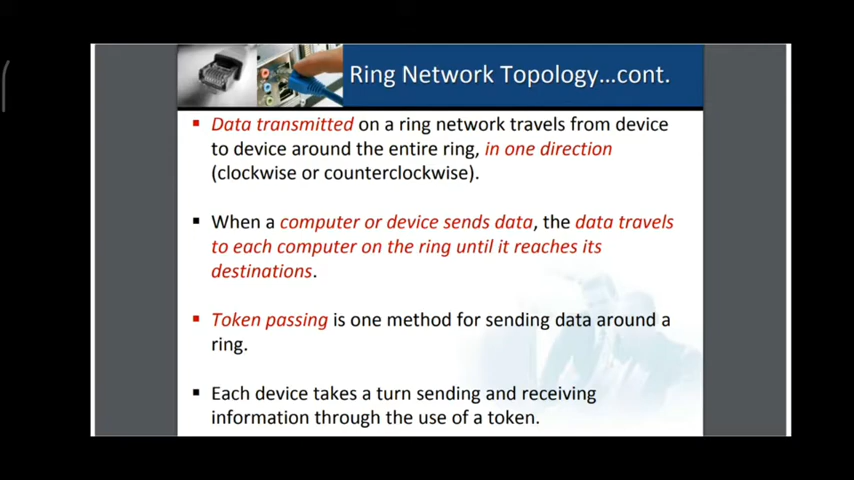 Ring Network Topology...cont.
Data transmitted on a ring network travels from device
to device around the entire ring, in one direction
(clockwise or counterclockwise).
When a computer or device sends data, the data travels
to each computer on the ring until it reaches its
destinations.
Token passing is one method for sending data around a
ring.
Each device takes a turn sending and receiving
information through the use of a token.